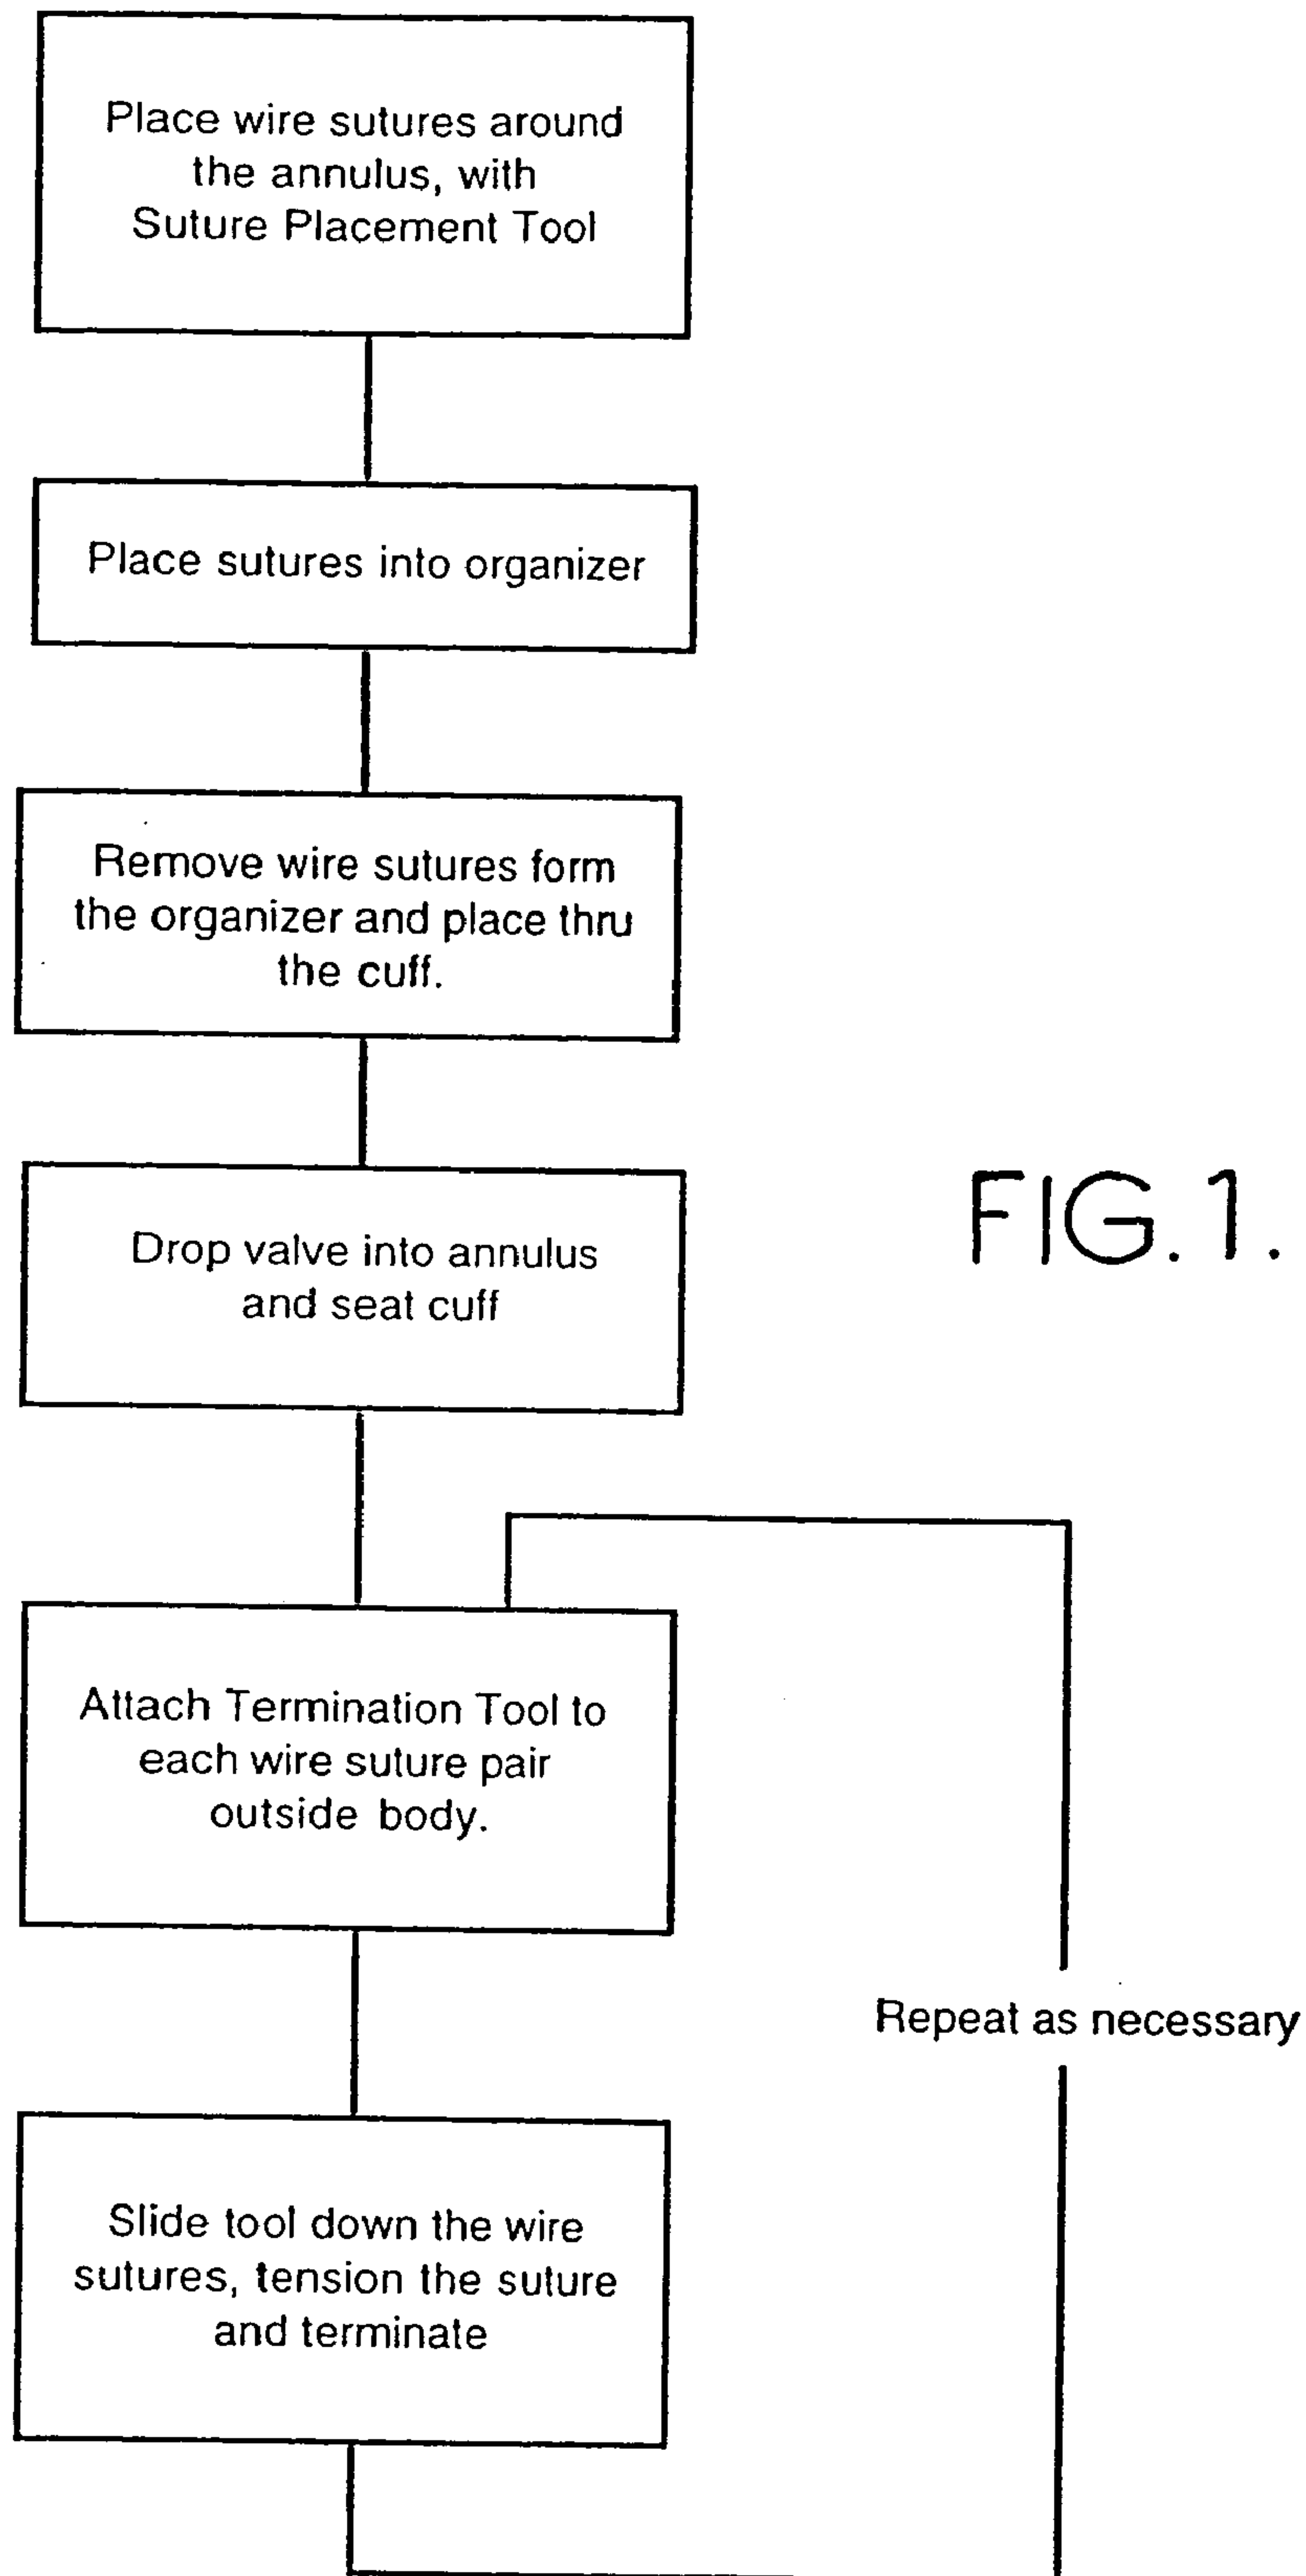 Place wire sutures around
the annulus, with
Suture Placement Tool
Place sutures into organizer
Remove wire sutures form
the organizer and place thru
the cuff.
Drop valve into annulus
and seat cuff
FIG. 1.
Attach Termination Tool to
each wire suture pair
outside body.
Repeat as necessary
Slide tool down the wire
sutures, tension the suture
and terminate